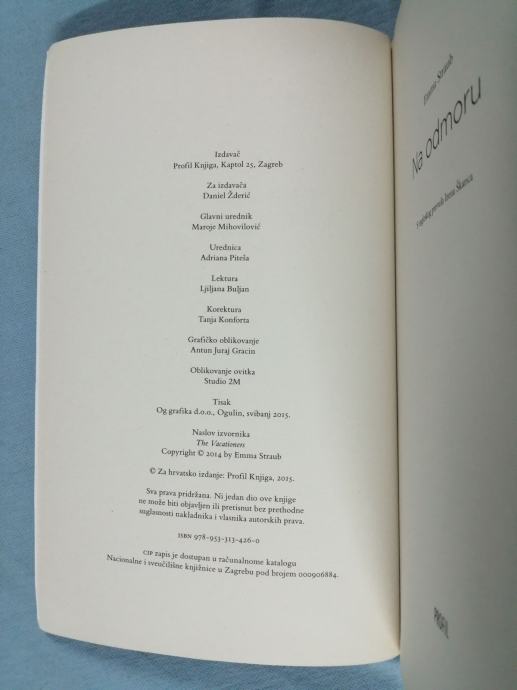 Izdavač
Profil Knjiga, Kaptol 25, Zagreb
Za izdavača
Daniel Žderić
Glavni urednik
Maroje Mihovilović
Urednica
Adriana Piteša
Lektura
Ljiljana Buljan
Korektura
Tanja Konforta
Grafičko oblikovanje
Antun Juraj Gracin
Oblikovanje ovitka
Studio 2M
Tisak
Og grafika d.o.o., Ogulin, svibanj 2015.
Naslov izvornika
The Vacationers
Copyright © 2014 by Emma Straub
© Za hrvatsko izdanje: Profil Knjiga, 2015.
Sva prava pridržana. Ni jedan dio ove knjige
ne može biti objavljen ili pretisnut bez prethodne
suglasnosti nakladnika i vlasnika autorskih prava.
ISBN 978-953-313-426-0
CIP zapis je dostupan u računalnome katalogu
Nacionalne i sveučilišne knjižnice u Zagrebu pod brojem 000906884.
Emma Straub
Na odmoru
S engleskog prevela Irena Škarica
PROFIL